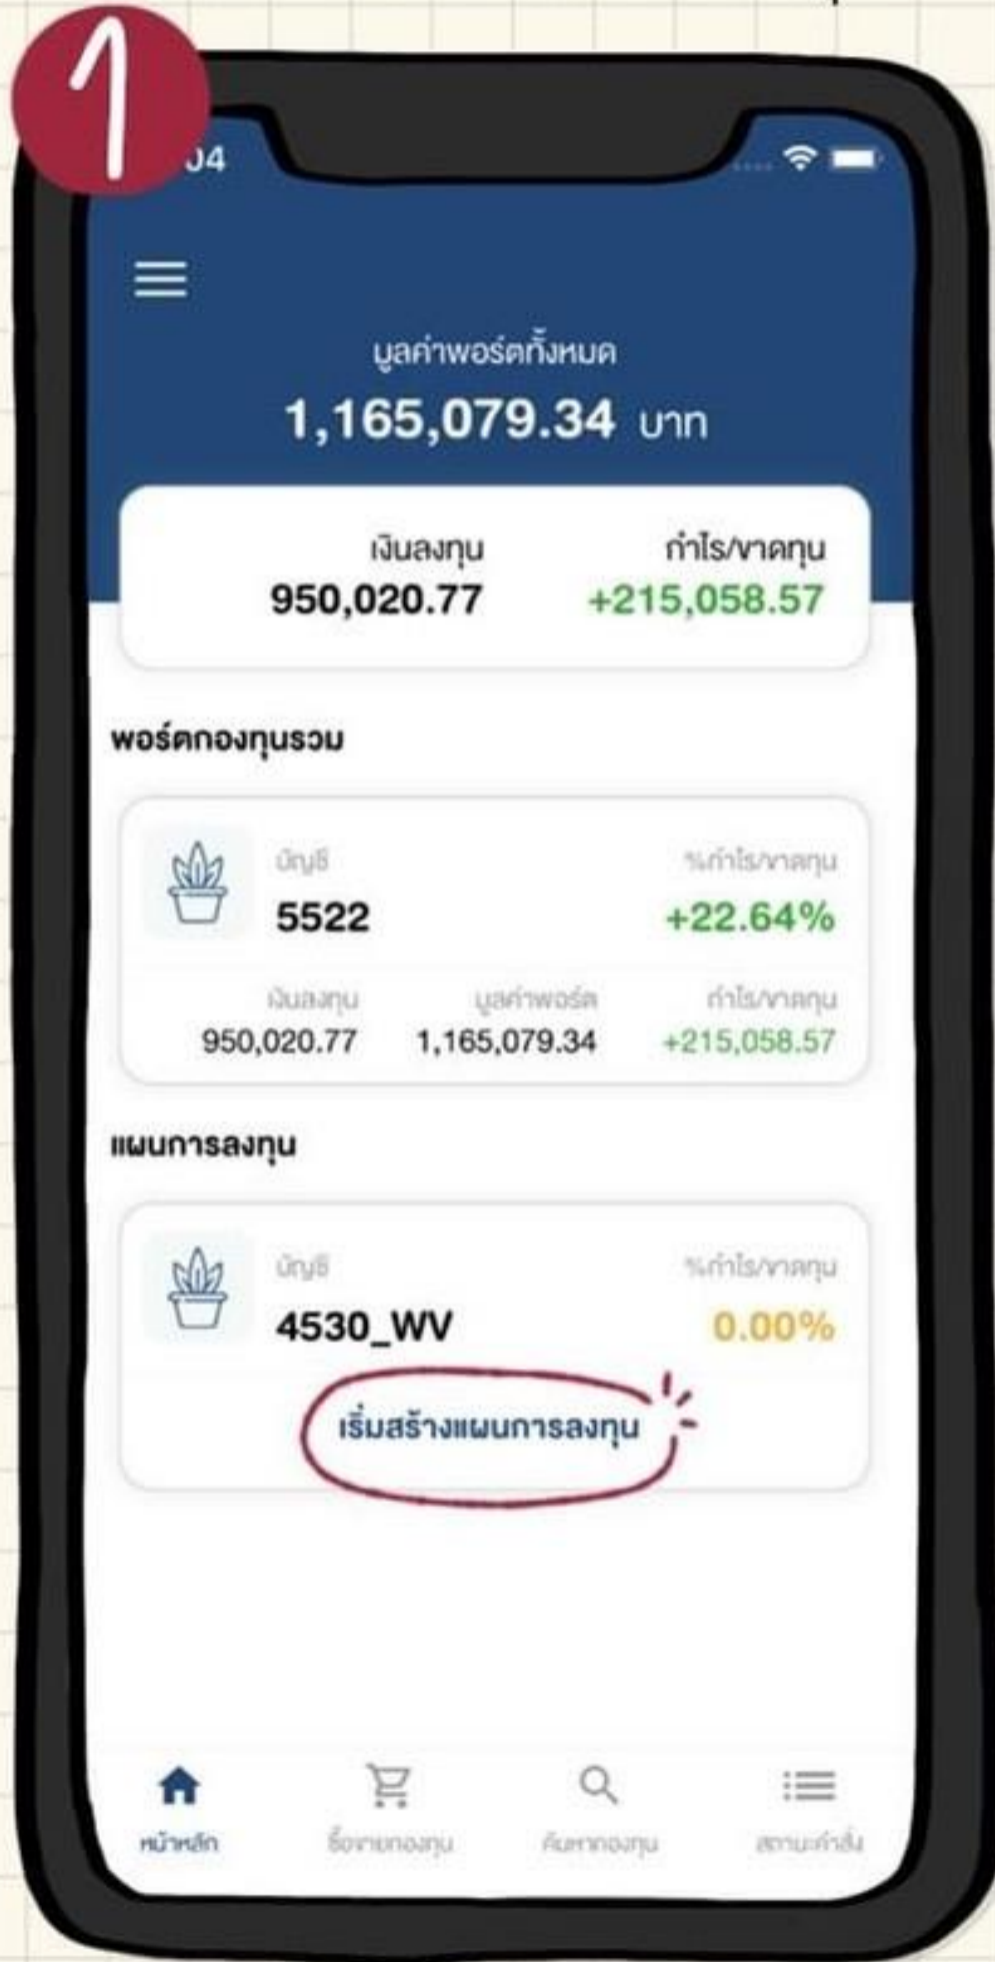 1
04
มูลค่าพอร์ตทั้งหมด
1,165,079.34 บาท
เงินลงทุน กำไร/ขาดทุน
950,020.77 +215,058.57
พอร์ตกองทุนรวม
บัญชี %กำไร/ขาดทุน
5522 +22.64%
เงินลงทุน มูลค่าพอร์ต กำไร/ขาดทุน
950,020.77 1,165,079.34 +215,058.57
แผนการลงทุน
บัญชี %กำไร/ขาดทุน
4530_WV 0.00%
เริ่มสร้างแผนการลงทุน
หน้าหลัก ซื้อขายกองทุน ค้นหากองทุน สถานะคำสั่ง